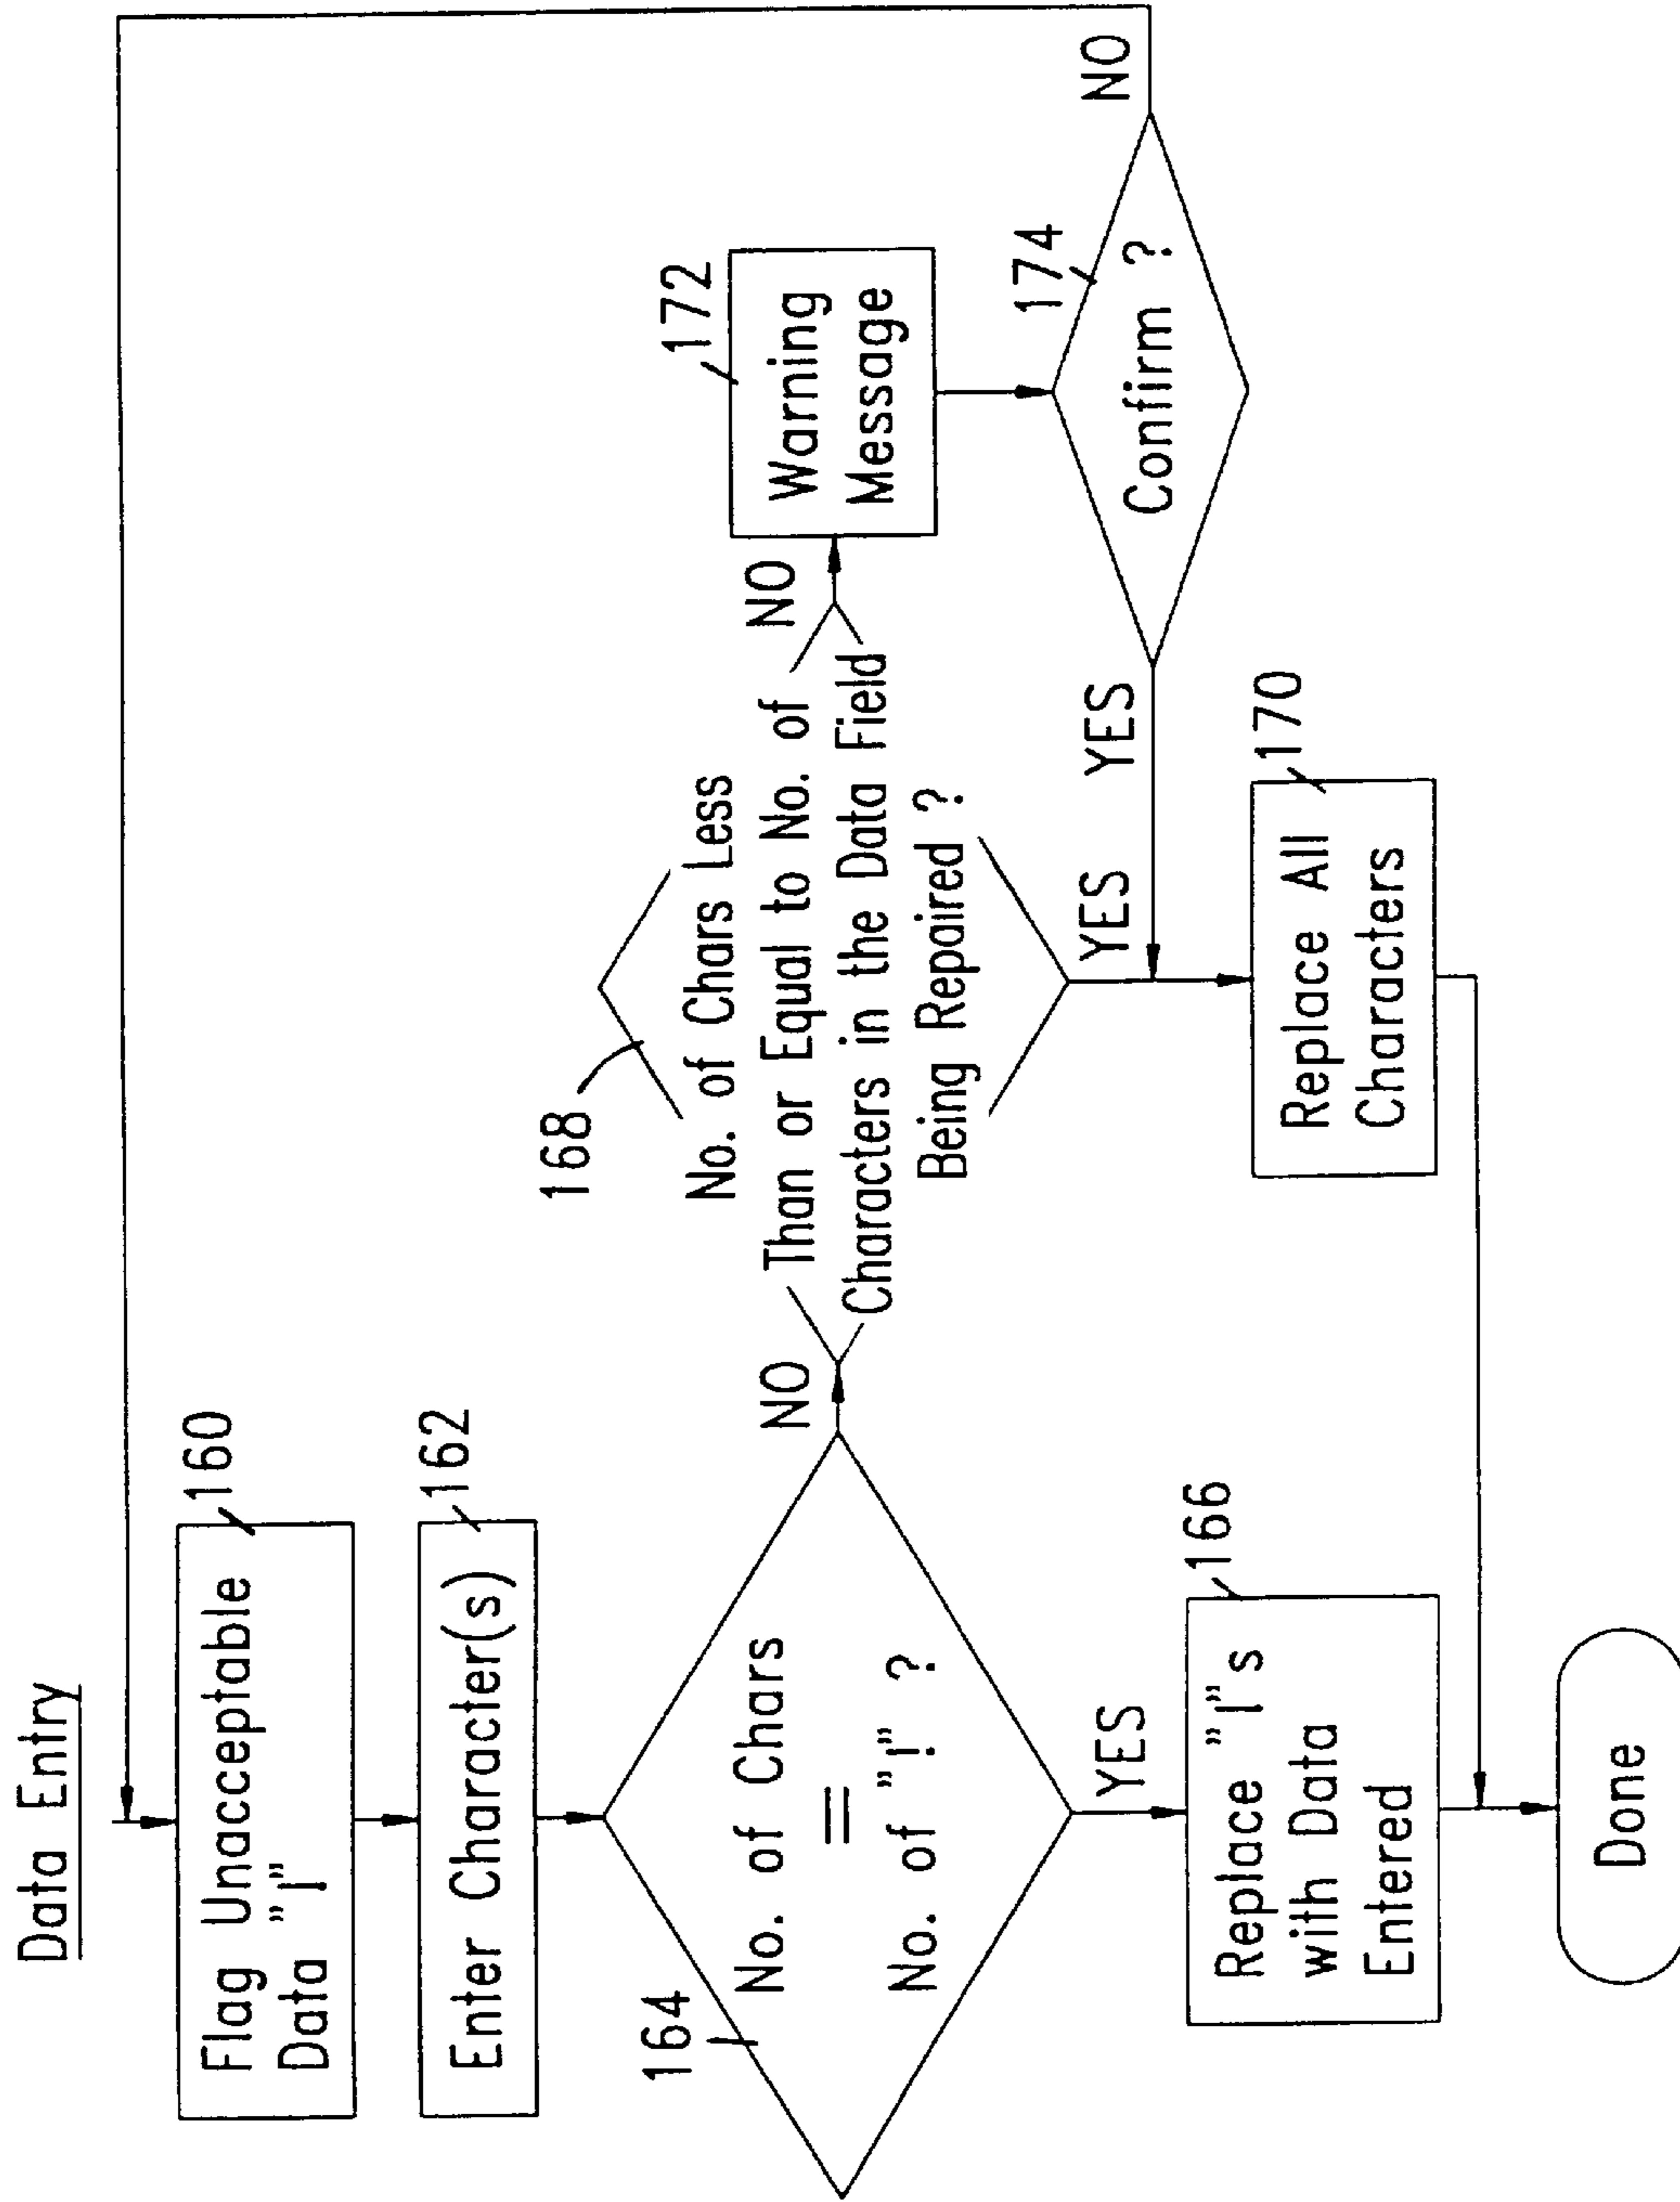 Data Entry
160
Flag Unacceptable
Data "¡"
162
Enter Character(s)
164
No. of Chars
=
No. of "¡" ?
NO
YES
166
Replace "¡"s
with Data
Entered
168
No. of Chars Less
Than or Equal to No. of
Characters in the Data Field
Being Repaired ?
NO
YES
172
Warning
Message
174
Confirm ?
NO
YES
170
Replace All
Characters
Done